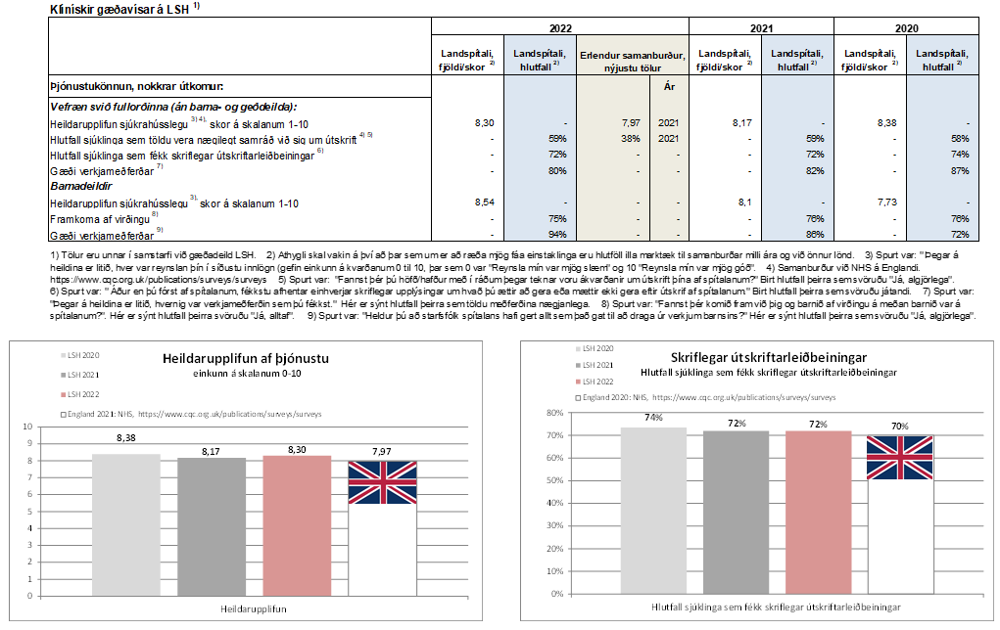 Klínískir gæðavísar á LSH 1)
2022 2021 2020
Landspítali, fjöldi/skor 2) Landspítali, hlutfall 2) Erlendur samanburður, nýjustu tölur Landspítali, fjöldi/skor 2) Landspítali, hlutfall 2) Landspítali, fjöldi/skor 2) Landspítali, hlutfall 2)
Þjónustukönnun, nokkrar útkomur: Ár
Vefræn svið fullorðinna (án barna- og geðdeilda):
Heildarupplifun sjúkrahússlegu 3) 4), skor á skalanum 1-10 8,30 - 7,97 2021 8,17 - 8,38 -
Hlutfall sjúklinga sem töldu vera nægilegt samráð við sig um útskrift 4) 5) - 59% 38% 2021 - 59% - 58%
Hlutfall sjúklinga sem fékk skriflegar útskriftarleiðbeiningar 6) - 72% - - - 72% - 74%
Gæði verkjameðferðar 7) - 80% - - - 82% - 87%
Barnadeildir
Heildarupplifun sjúkrahússlegu 3), skor á skalanum 1-10 8,54 - - 8,1 - 7,73 -
Framkoma af virðingu 8) - 75% - - - 76% - 76%
Gæði verkjameðferðar 9) - 94% - - - 86% - 72%
1) Tölur eru unnar í samstarfi við gæðadeild LSH. 2) Athygli skal vakin á því að þar sem um er að ræða mjög fáa einstaklinga eru hlutföll illa marktæk til samanburðar milli ára og við önnur lönd. 3) Spurt var: " Þegar á
heildina er litið, hver var reynslan þín í síðustu innlögn (gefin einkunn á kvarðanum 0 til 10, þar sem 0 var "Reynsla mín var mjög slæm" og 10 "Reynsla mín var mjög góð". 4) Samanburður við NHS á Englandi.
https://www.cqc.org.uk/publications/surveys/surveys 5) Spurt var: "Fannst þér þú höfð/hafður með í ráðum þegar teknar voru ákvarðanir um útskrift þína af spítalanum?" Birt hlutfall þeirra sem svöruðu "Já, algjörlega".
6) Spurt var: " Áður en þú fórst af spítalanum, fékkstu afhentar einhverjar skriflegar upplýsingar um hvað þú ættir að gera eða mættir ekki gera eftir útskrif af spítalanum." Birt hlutfall þeirra sem svöruðu játandi. 7) Spurt var:
"Þegar á heildina er litið, hvernig var verkjameðferðin sem þú fékkst." Hér er sýnt hlutfall þeirra sem töldu meðferðina nægjanlega. 8) Spurt var: "Fannst þér komið fram við þig og barnið af virðingu á meðan barnið var á
spítalanum?". Hér er sýnt hlutfall þeirra svöruðu "Já, alltaf". 9) Spurt var: "Heldur þú að starfsfólk spítalans hafi gert allt sem það gat til að draga úr verkjum barnsins?" Hér er sýnt hlutfall þeirra sem svöruðu "Já, algjörlega".
Heildarupplifun af þjónustu
einkunn á skalanum 0-10
LSH 2020
LSH 2021
LSH 2022
England 2021: NHS, https://www.cqc.org.uk/publications/surveys/surveys
10
9
8
7
6
5
4
3
2
1
0
8,38 8,17 8,30 7,97
Heildarupplifun
Skriflegar útskriftarleiðbeiningar
Hlutfall sjúklinga sem fékk skriflegar útskriftarleiðbeiningar
LSH 2020
LSH 2021
LSH 2022
England 2020: NHS, https://www.cqc.org.uk/publications/surveys/surveys
80%
70%
60%
50%
40%
30%
20%
10%
0%
74% 72% 72% 70%
Hlutfall sjúklinga sem fékk skriflegar útskriftarleiðbeiningar